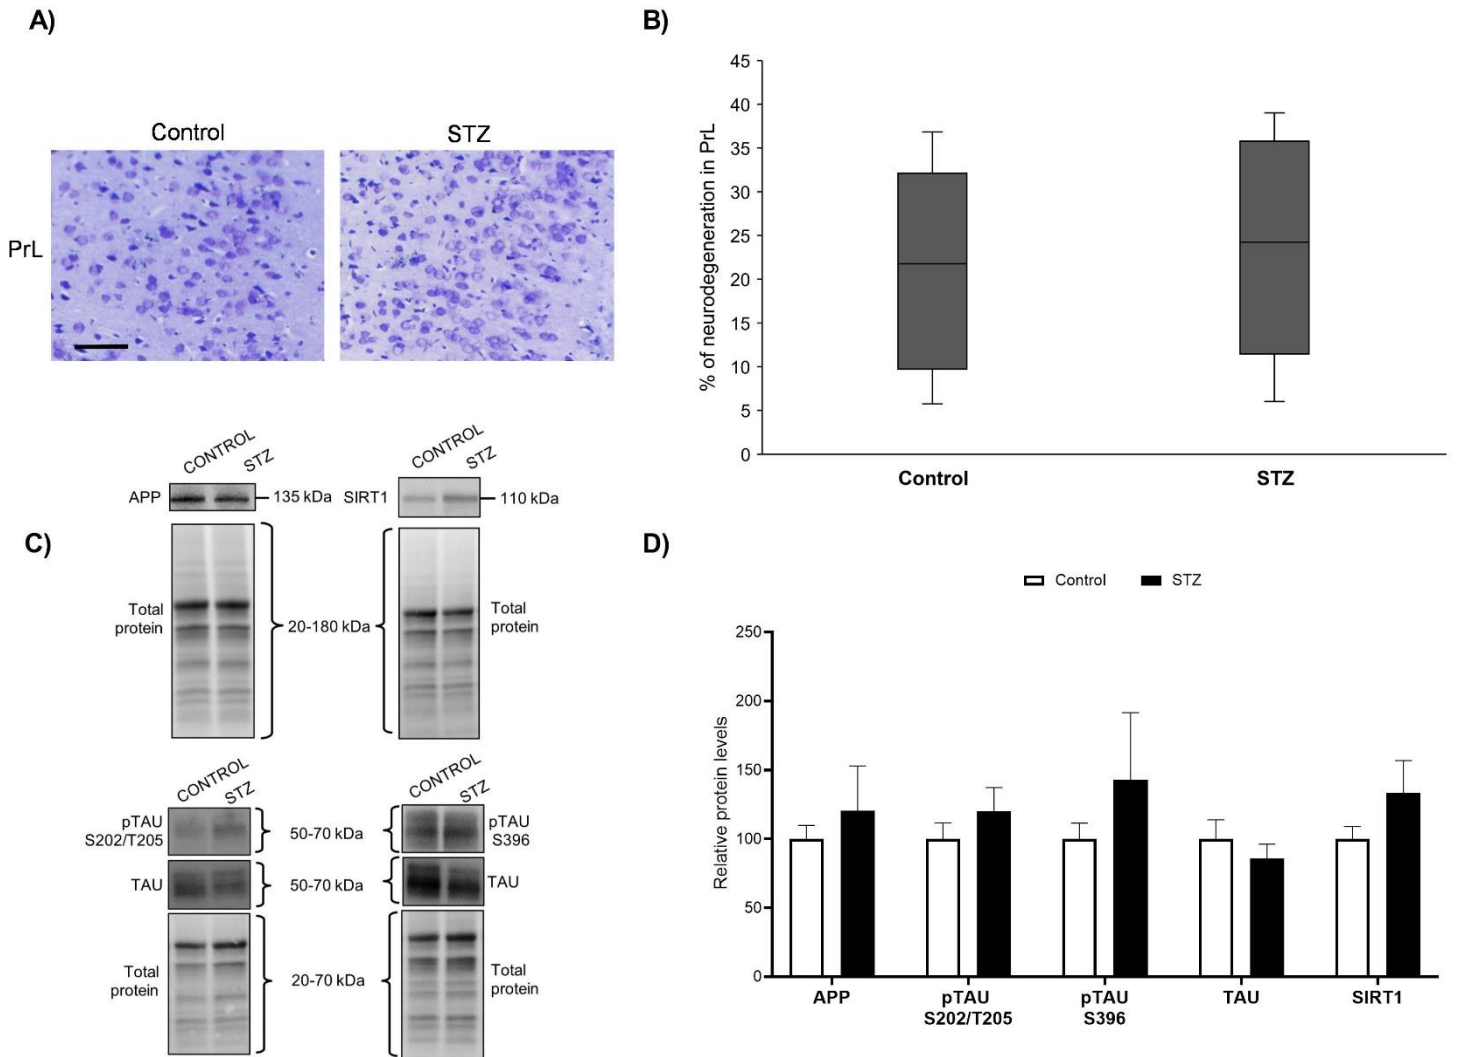 A)
Control
STZ
PrL
B)
% of neurodegeneration in PrL
45
40
35
30
25
20
15
10
5
0
Control
STZ
C)
CONTROL
STZ
APP
135 kDa
CONTROL
STZ
SIRT1
110 kDa
Total
protein
20-180 kDa
Total
protein
CONTROL
STZ
pTAU
S202/T205
50-70 kDa
CONTROL
STZ
pTAU
S396
TAU
50-70 kDa
TAU
Total
protein
20-70 kDa
Total
protein
D)
Control
STZ
Relative protein levels
250
200
150
100
50
0
APP
pTAU
S202/T205
pTAU
S396
TAU
SIRT1